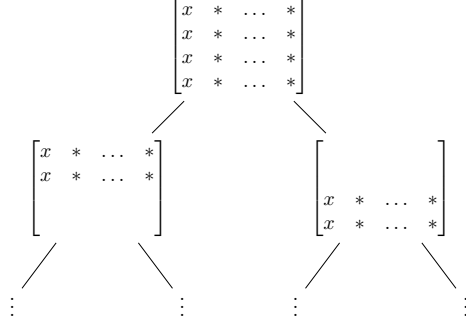 x * … *
x * … *
x * … *
x * … *
x * … *
x * … *
x * … *
x * … *
⋮ ⋮ ⋮ ⋮